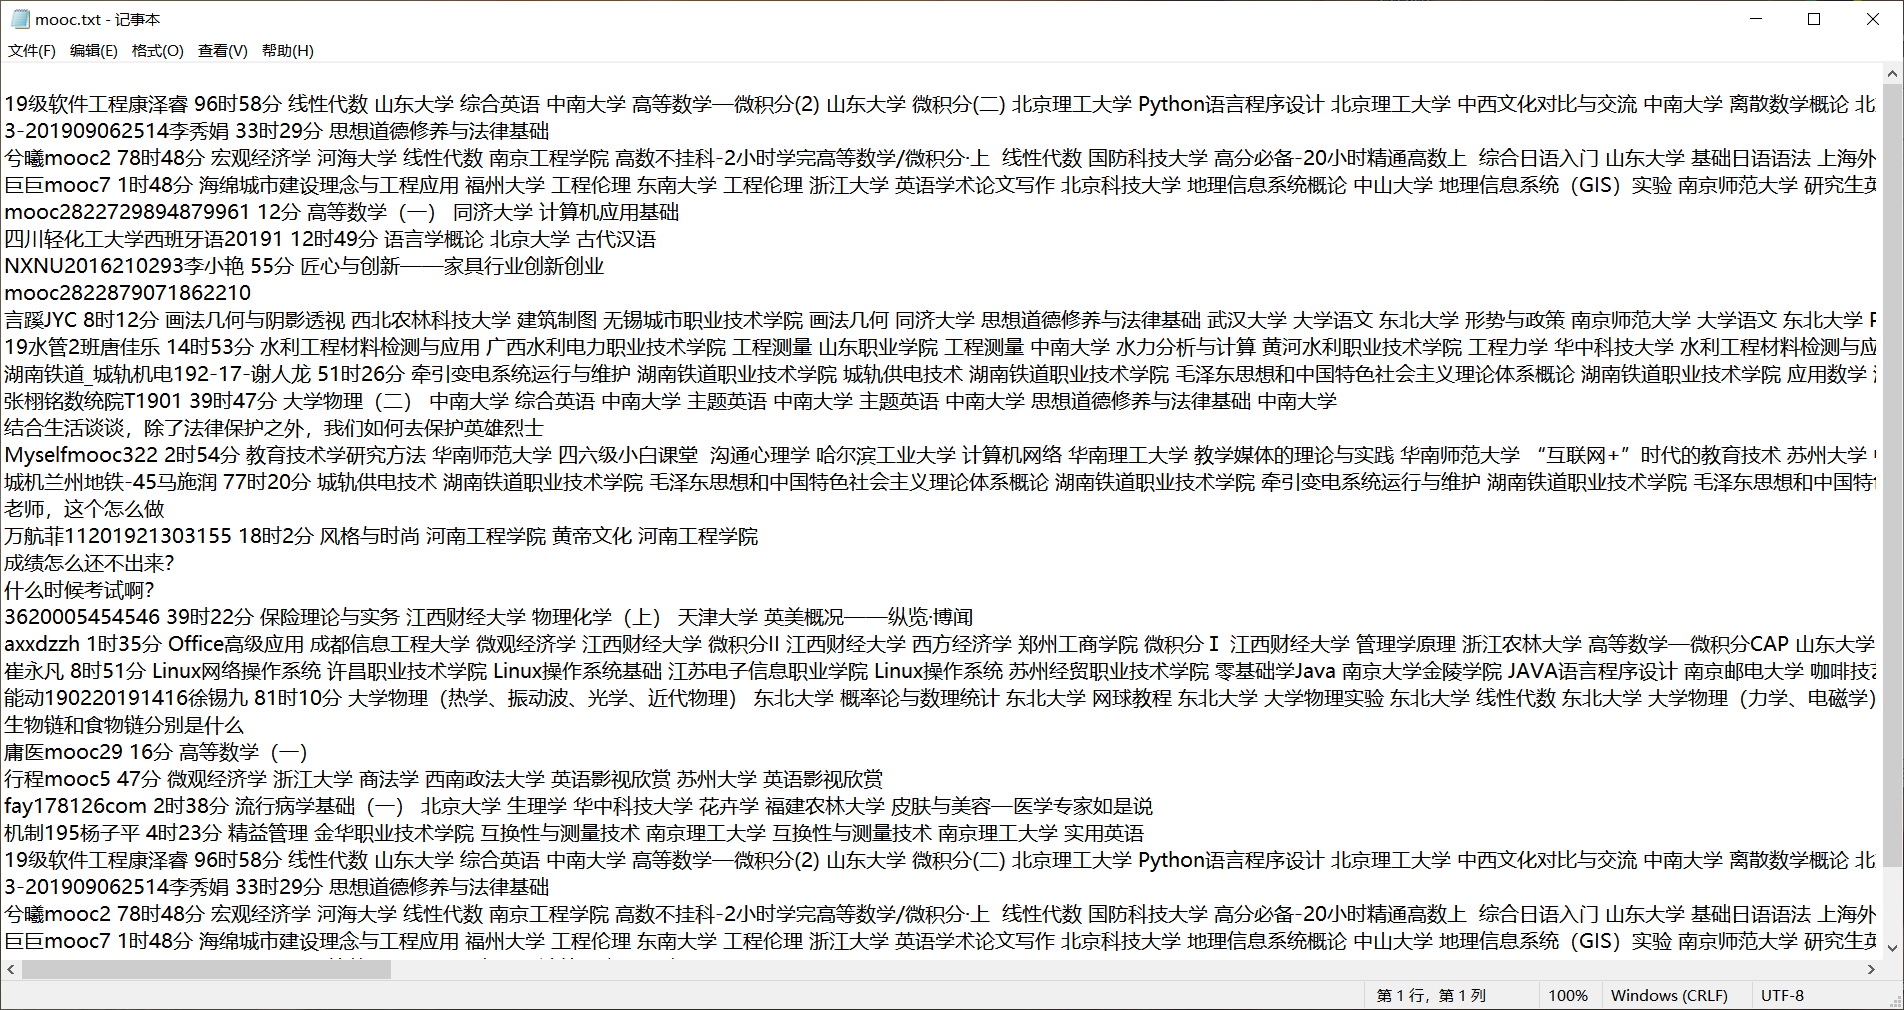 mooc.txt - 记事本
文件(F) 编辑(E) 格式(O) 查看(V) 帮助(H)
19级软件工程康泽睿 96时58分 线性代数 山东大学 综合英语 中南大学 高等数学—微积分(2) 山东大学 微积分(二) 北京理工大学 Python语言程序设计 北京理工大学 中西文化对比与交流 中南大学 离散数学概论 北
3-201909062514李秀娟 33时29分 思想道德修养与法律基础
兮曦mooc2 78时48分 宏观经济学 河海大学 线性代数 南京工程学院 高数不挂科-2小时学完高等数学/微积分·上  线性代数 国防科技大学 高分必备-20小时精通高数上  综合日语入门 山东大学 基础日语语法 上海外
巨巨mooc7 1时48分 海绵城市建设理念与工程应用 福州大学 工程伦理 东南大学 工程伦理 浙江大学 英语学术论文写作 北京科技大学 地理信息系统概论 中山大学 地理信息系统（GIS）实验 南京师范大学 研究生英
mooc28227298948799​61 12分 高等数学（一） 同济大学 计算机应用基础
四川轻化工大学西班牙语20191 12时49分 语言学概论 北京大学 古代汉语
NXNU2016210293李小艳 55分 匠心与创新——家具行业创新创业
mooc2822879071862210
言蹊JYC 8时12分 画法几何与阴影透视 西北农林科技大学 建筑制图 无锡城市职业技术学院 画法几何 同济大学 思想道德修养与法律基础 武汉大学 大学语文 东北大学 形势与政策 南京师范大学 大学语文 东北大学
19水管2班唐佳乐 14时53分 水利工程材料检测与应用 广西水利电力职业技术学院 工程测量 山东职业学院 工程测量 中南大学 水力分析与计算 黄河水利职业技术学院 工程力学 华中科技大学 水利工程材料检测与应
湖南铁道_城轨机电192-17-谢人龙 51时26分 牵引变电系统运行与维护 湖南铁道职业技术学院 城轨供电技术 湖南铁道职业技术学院 毛泽东思想和中国特色社会主义理论体系概论 湖南铁道职业技术学院 应用数学
张栩铭数统院T1901 39时47分 大学物理（二） 中南大学 综合英语 中南大学 主题英语 中南大学 主题英语 中南大学 思想道德修养与法律基础 中南大学
结合生活谈谈，除了法律保护之外，我们如何去保护英雄烈士
Myselfmooc322 2时54分 教育技术学研究方法 华南师范大学 四六级小白课堂  沟通心理学 哈尔滨工业大学 计算机网络 华南理工大学 教学媒体的理论与实践 华南师范大学 “互联网+”时代的教育技术 苏州大学
城机兰州地铁-45马施润 77时20分 城轨供电技术 湖南铁道职业技术学院 毛泽东思想和中国特色社会主义理论体系概论 湖南铁道职业技术学院 牵引变电系统运行与维护 湖南铁道职业技术学院 毛泽东思想和中国特
老师，这个怎么做
万航菲11201921303155 18时2分 风格与时尚 河南工程学院 黄帝文化 河南工程学院
成绩怎么还不出来？
什么时候考试啊？
3620005454546 39时22分 保险理论与实务 江西财经大学 物理化学（上） 天津大学 英美概况——纵览·博闻
axxdzzh 1时35分 Office高级应用 成都信息工程大学 微观经济学 江西财经大学 微积分II 江西财经大学 西方经济学 郑州工商学院 微积分Ⅰ 江西财经大学 管理学原理 浙江农林大学 高等数学—微积分CAP 山东大学
崔永凡 8时51分 Linux网络操作系统 许昌职业技术学院 Linux操作系统基础 江苏电子信息职业学院 Linux操作系统 苏州经贸职业技术学院 零基础学Java 南京大学金陵学院 JAVA语言程序设计 南京邮电大学 咖啡技
能动190220191416徐锡九 81时10分 大学物理（热学、振动波、光学、近代物理） 东北大学 概率论与数理统计 东北大学 网球教程 东北大学 大学物理实验 东北大学 线性代数 东北大学 大学物理（力学、电磁学）
生物链和食物链分别是什么
庸医mooc29 16分 高等数学（一）
行程mooc5 47分 微观经济学 浙江大学 商法学 西南政法大学 英语影视欣赏 苏州大学 英语影视欣赏
fay178126com 2时38分 流行病学基础（一） 北京大学 生理学 华中科技大学 花卉学 福建农林大学 皮肤与美容—医学专家如是说
机制195杨子平 4时23分 精益管理 金华职业技术学院 互换性与测量技术 南京理工大学 互换性与测量技术 南京理工大学 实用英语
19级软件工程康泽睿 96时58分 线性代数 山东大学 综合英语 中南大学 高等数学—微积分(2) 山东大学 微积分(二) 北京理工大学 Python语言程序设计 北京理工大学 中西文化对比与交流 中南大学 离散数学概论 北
3-201909062514李秀娟 33时29分 思想道德修养与法律基础
兮曦mooc2 78时48分 宏观经济学 河海大学 线性代数 南京工程学院 高数不挂科-2小时学完高等数学/微积分·上  线性代数 国防科技大学 高分必备-20小时精通高数上  综合日语入门 山东大学 基础日语语法 上海外
巨巨mooc7 1时48分 海绵城市建设理念与工程应用 福州大学 工程伦理 东南大学 工程伦理 浙江大学 英语学术论文写作 北京科技大学 地理信息系统概论 中山大学 地理信息系统（GIS）实验 南京师范大学 研究生英
第 1 行，第 1 列 100% Windows (CRLF) UTF-8